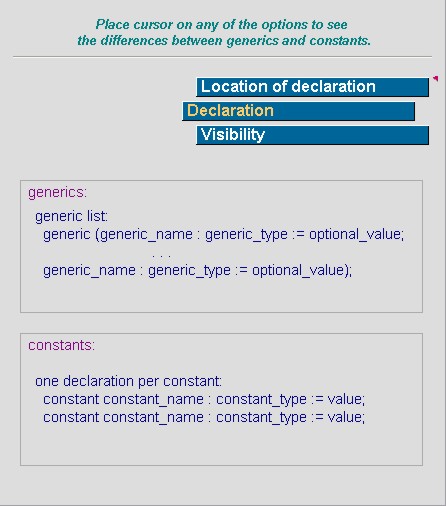 Place cursor on any of the options to see
the differences between generics and constants.
Location of declaration
Declaration
Visibility
generics:
generic list:
generic (generic_name : generic_type := optional_value;
. . .
generic_name : generic_type := optional_value);
constants:
one declaration per constant:
constant constant_name : constant_type := value;
constant constant_name : constant_type := value;